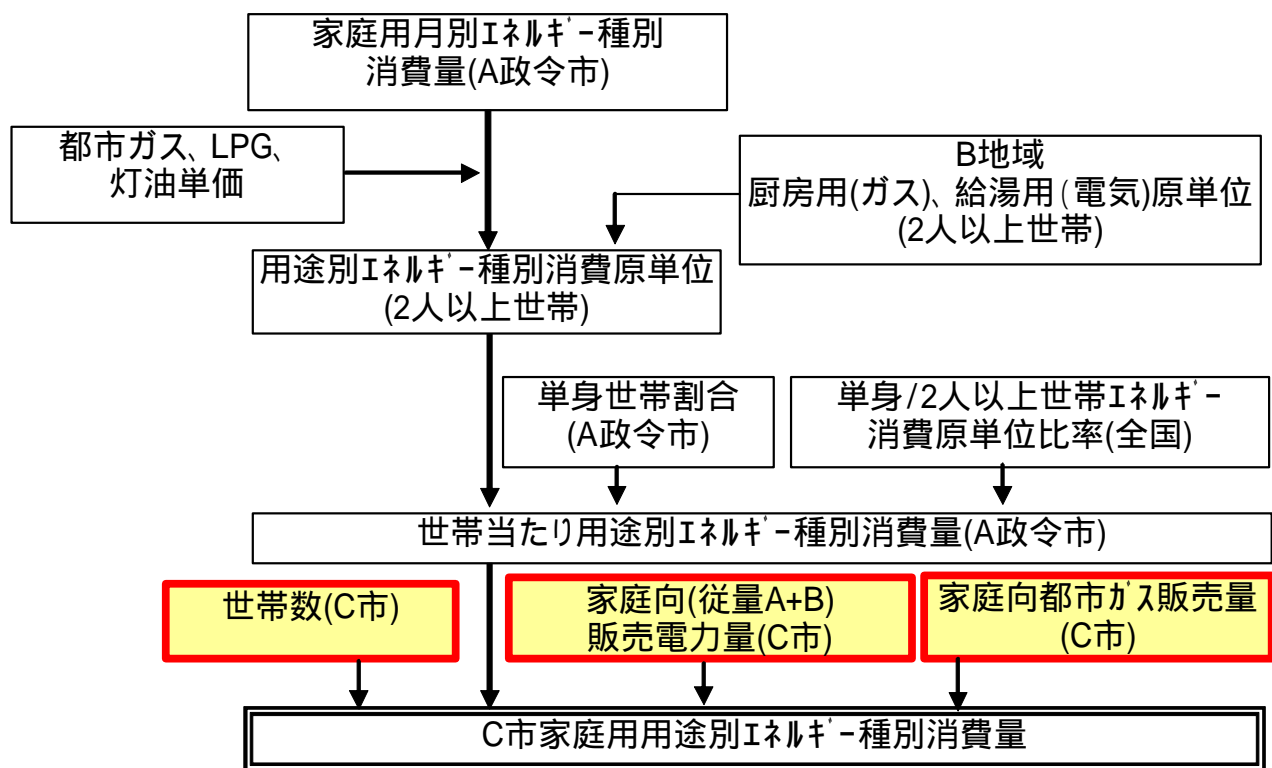 家庭用月別ｴﾈﾙｷﾞｰ種別
消費量(A政令市)
都市ガス、LPG、
灯油単価
B地域
厨房用(ガス)、給湯用(電気)原単位
(2人以上世帯)
用途別ｴﾈﾙｷﾞｰ種別消費原単位
(2人以上世帯)
単身世帯割合
(A政令市)
単身/2人以上世帯ｴﾈﾙｷﾞｰ
消費原単位比率(全国)
世帯当たり用途別ｴﾈﾙｷﾞｰ種別消費量(A政令市)
世帯数(C市)
家庭向(従量A+B)
販売電力量(C市)
家庭向都市ｶﾞｽ販売量
(C市)
C市家庭用用途別ｴﾈﾙｷﾞｰ種別消費量